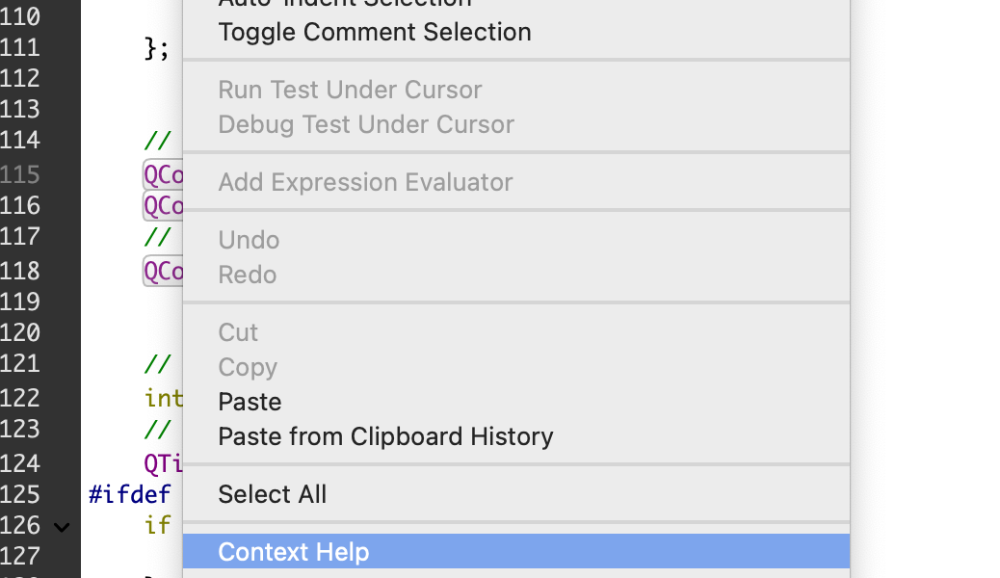 110
Auto-indent Selection
111 };
Toggle Comment Selection
112
Run Test Under Cursor
113
Debug Test Under Cursor
114 //
115 QCo
Add Expression Evaluator
116 QCo
117 //
Undo
118 QCo
Redo
119
120
Cut
121 //
Copy
122 int
Paste
123 //
Paste from Clipboard History
124 QTi
125 #ifdef
Select All
126 if
127
Context Help